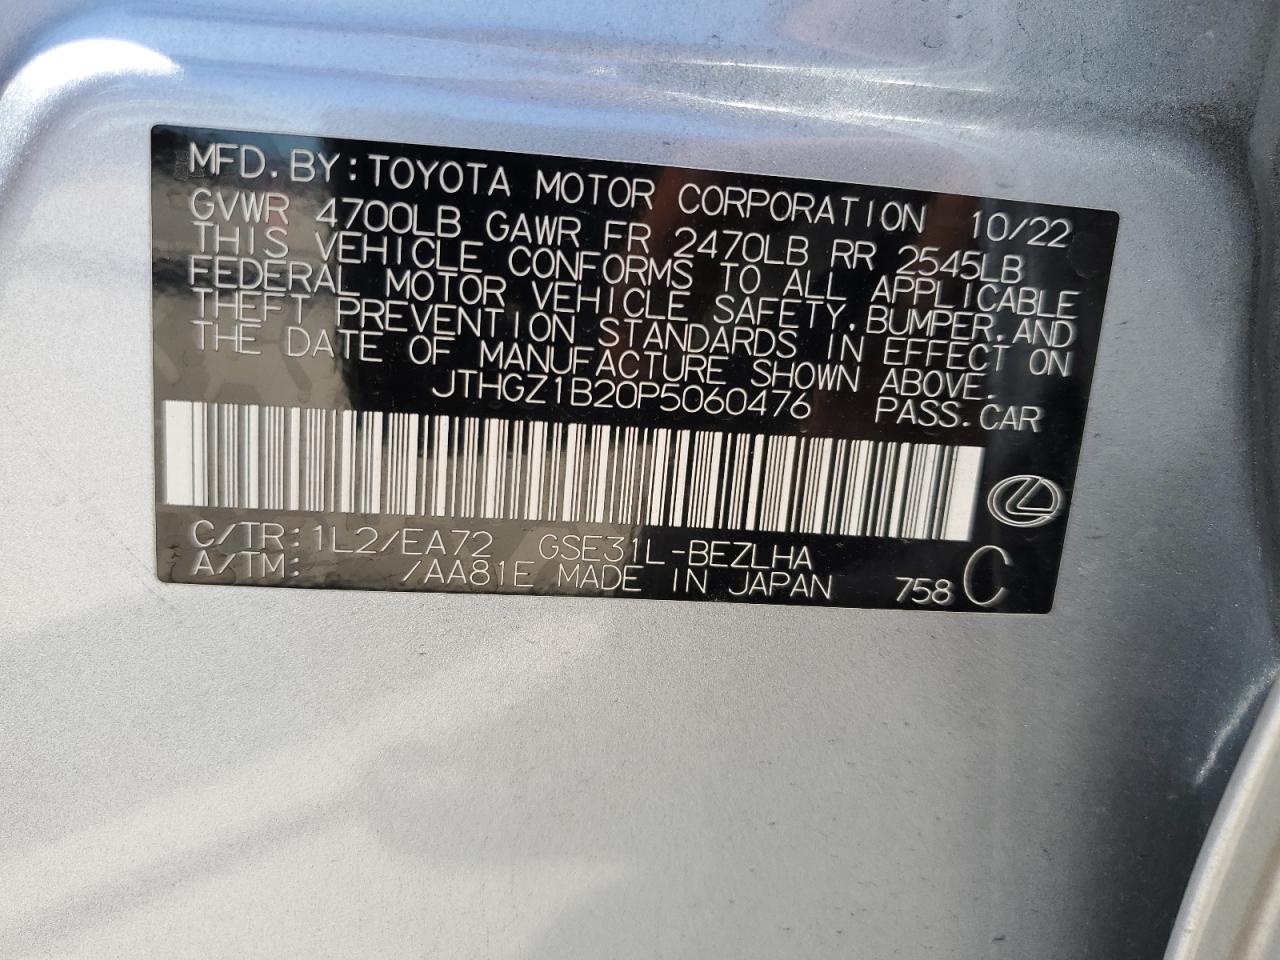 MFD. BY: TOYOTA MOTOR CORPORATION 10/22
GVWR 4700LB GAWR FR 2470LB RR 2545LB
THIS VEHICLE CONFORMS TO ALL APPLICABLE
FEDERAL MOTOR VEHICLE SAFETY, BUMPER, AND
THEFT PREVENTION STANDARDS IN EFFECT ON
THE DATE OF MANUFACTURE SHOWN ABOVE.
JTHGZ1B20P5060476 PASS. CAR
C/TR: 1L2/EA72 GSE31L-BEZLHA
A/TM: /AA81E MADE IN JAPAN 758 C